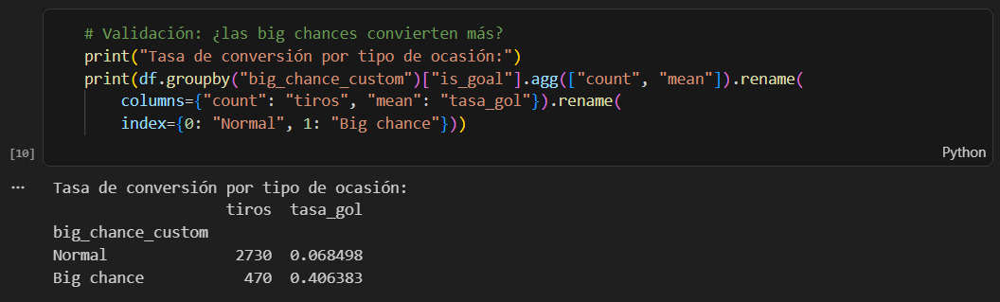 # Validación: ¿las big chances convierten más?
print("Tasa de conversión por tipo de ocasión:")
print(df.groupby("big_chance_custom")["is_goal"].agg(["count", "mean"]).rename(
    columns={"count": "tiros", "mean": "tasa_gol"}).rename(
    index={0: "Normal", 1: "Big chance"}))
[10]
Python
Tasa de conversión por tipo de ocasión:
                   tiros  tasa_gol
big_chance_custom
Normal              2730  0.068498
Big chance           470  0.406383